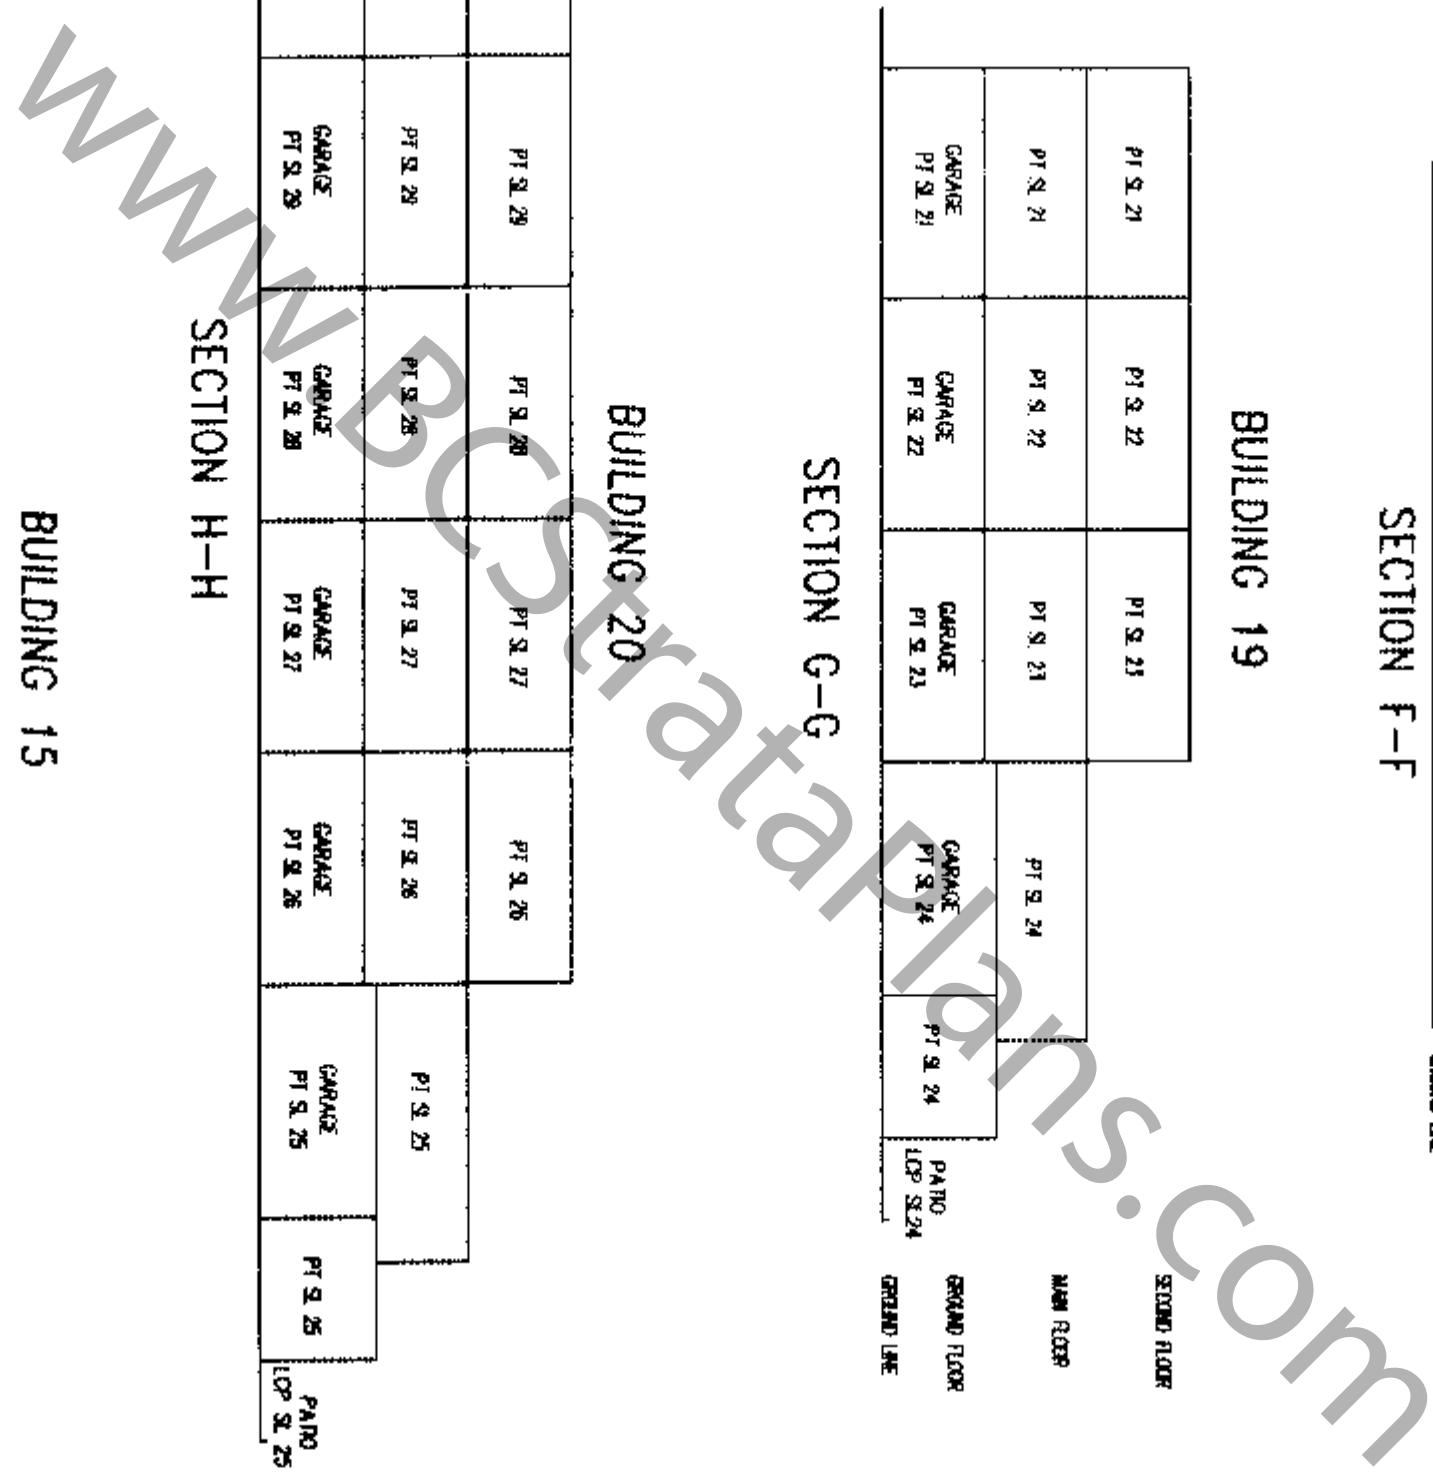 SECTION F-F
BUILDING 19
PT SL 21 PT SL 22 PT SL 23 SECOND FLOOR
PT SL 21 PT SL 22 PT SL 23 PT SL 24 MAIN FLOOR
GARAGE GARAGE GARAGE GARAGE PATIO GROUND FLOOR
PT SL 21 PT SL 22 PT SL 23 PT SL 24 PT SL 24 LCP SL24
GROUND LINE
SECTION G-G
BUILDING 20
PT SL 29 PT SL 28 PT SL 27 PT SL 26
PT SL 29 PT SL 28 PT SL 27 PT SL 26 PT SL 25
GARAGE GARAGE GARAGE GARAGE GARAGE PATIO
PT SL 29 PT SL 28 PT SL 27 PT SL 26 PT SL 25 PT SL 25 LCP SL 25
SECTION H-H
BUILDING 15
www.BCStrataPlans.com